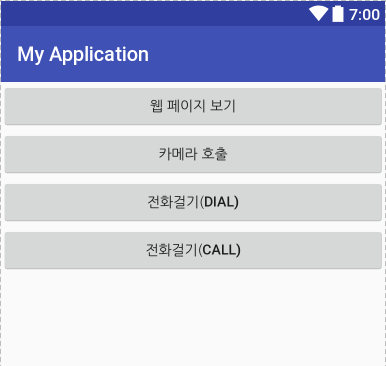 7:00
My Application
웹 페이지 보기
카메라 호출
전화걸기(DIAL)
전화걸기(CALL)